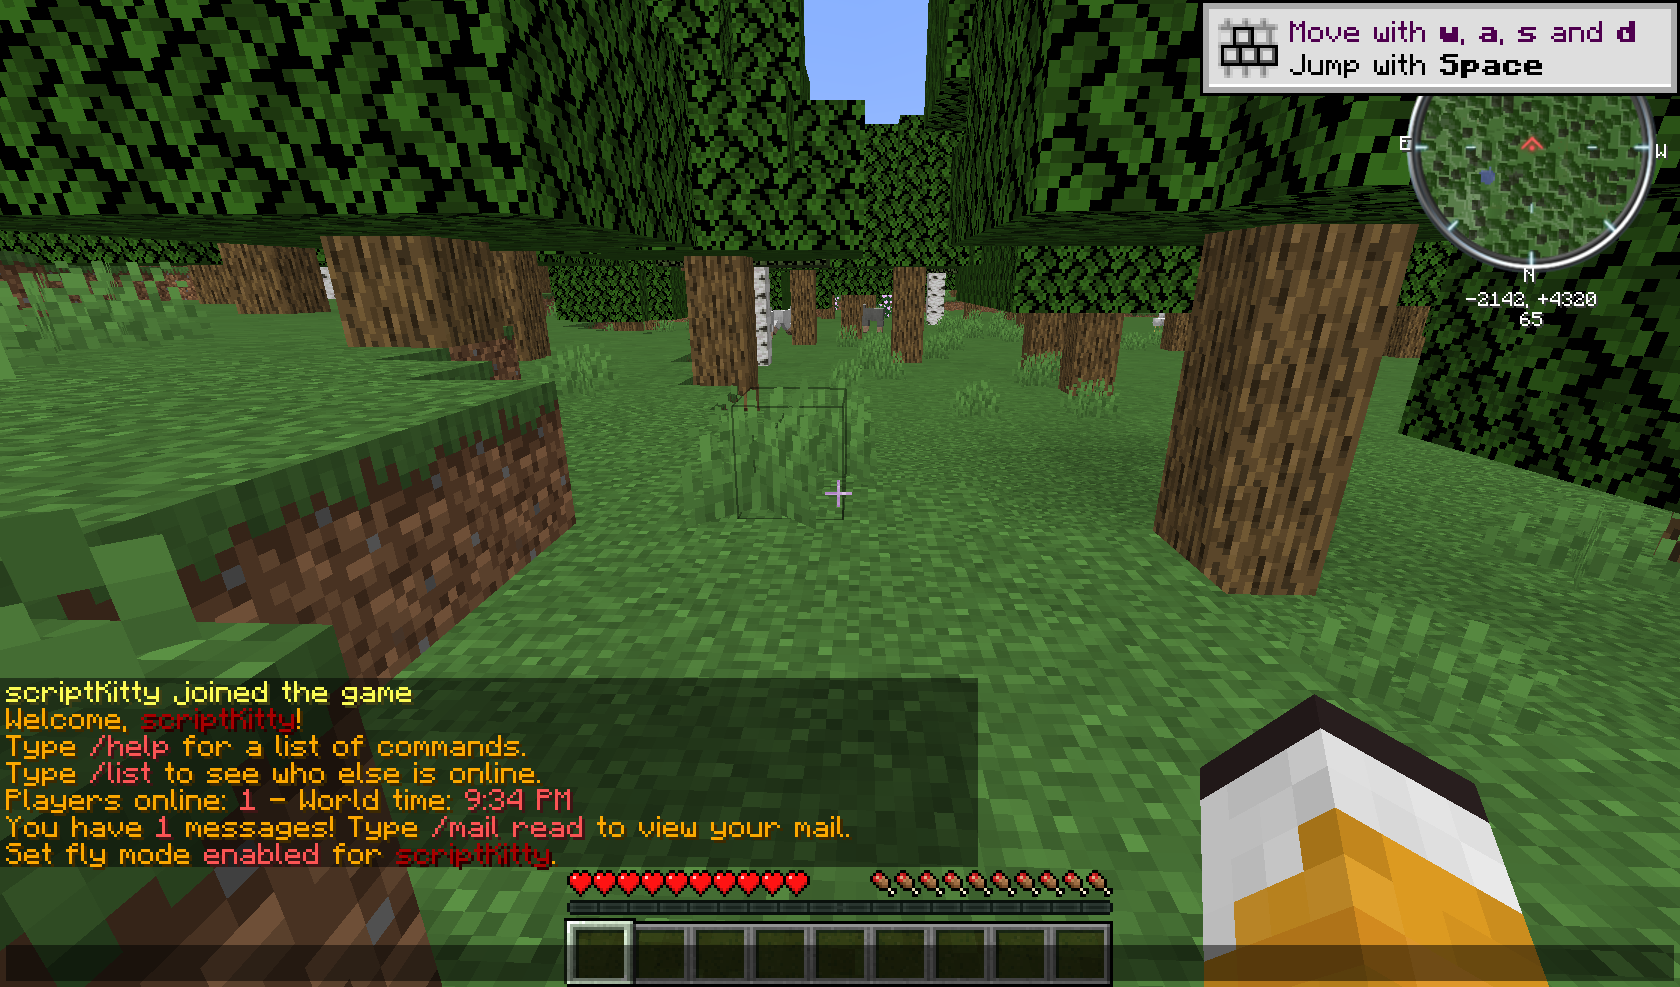 Move with w, a, s and d
Jump with Space
E
W
N
-2142, +4320
65
scriptKitty joined the game
Welcome, scriptKitty!
Type /help for a list of commands.
Type /list to see who else is online.
Players online: 1 - World time: 9:34 PM
You have 1 messages! Type /mail read to view your mail.
Set fly mode enabled for scriptKitty.